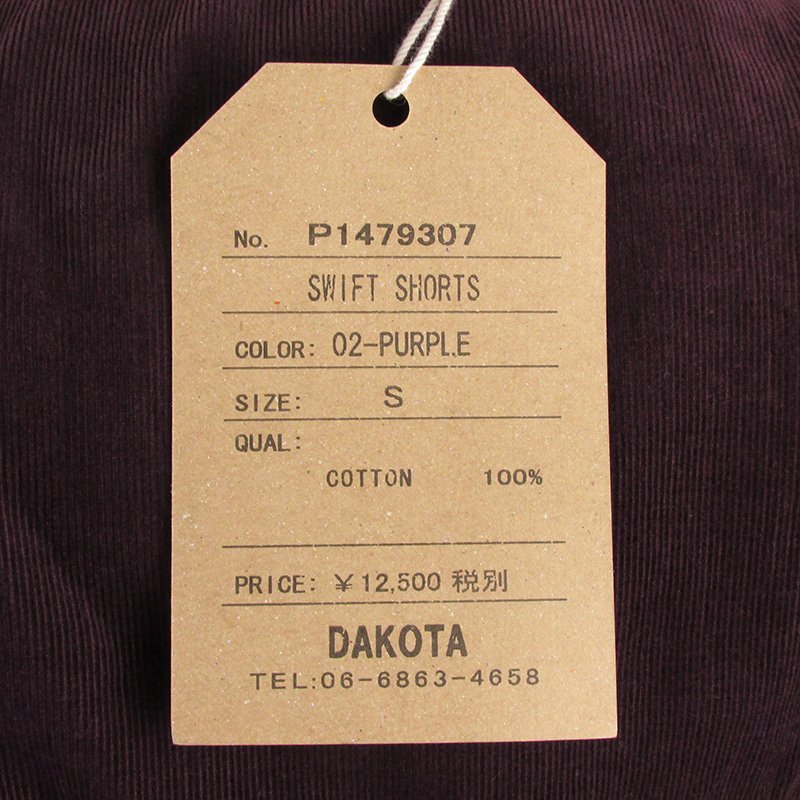 No. P1479307
SWIFT SHORTS
COLOR: 02-PURPLE
SIZE: S
QUAL:
COTTON 100%
PRICE: ¥12,500 税別
DAKOTA
TEL:06-6863-4658